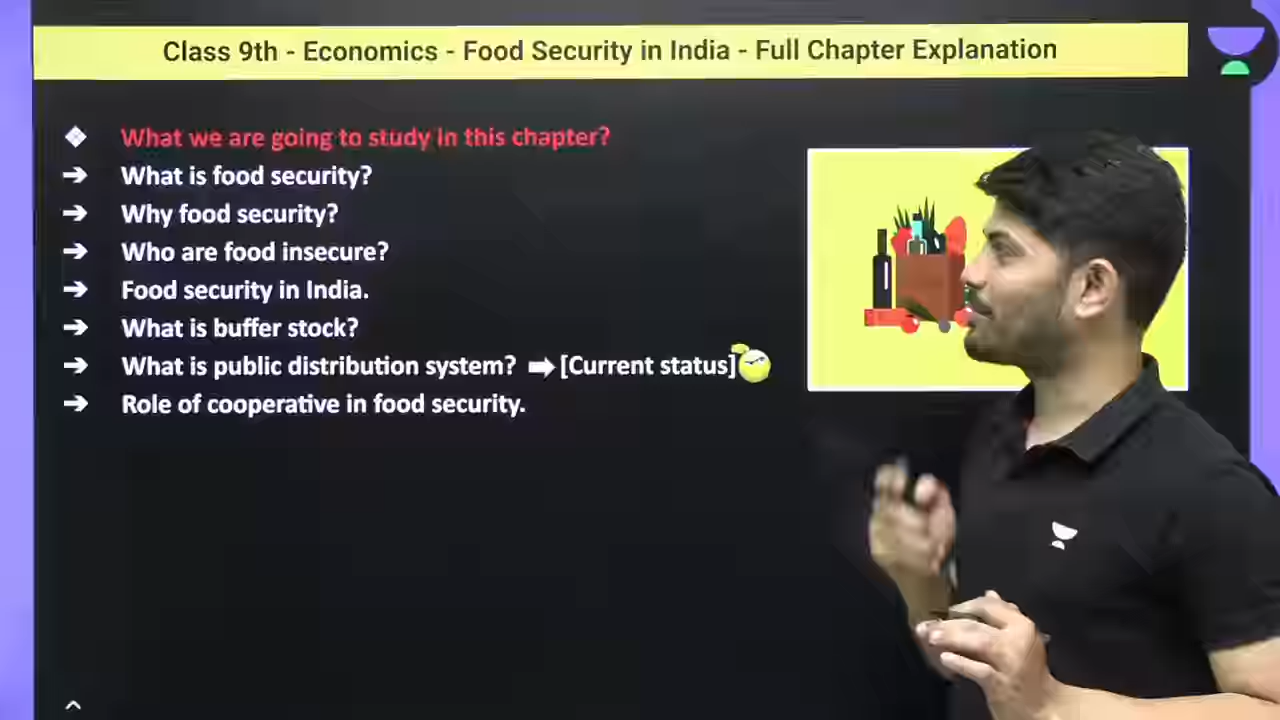 Class 9th - Economics - Food Security in India - Full Chapter Explanation
❖ What we are going to study in this chapter?
➔ What is food security?
➔ Why food security?
➔ Who are food insecure?
➔ Food security in India.
➔ What is buffer stock?
➔ What is public distribution system? ➡[Current status]
➔ Role of cooperative in food security.